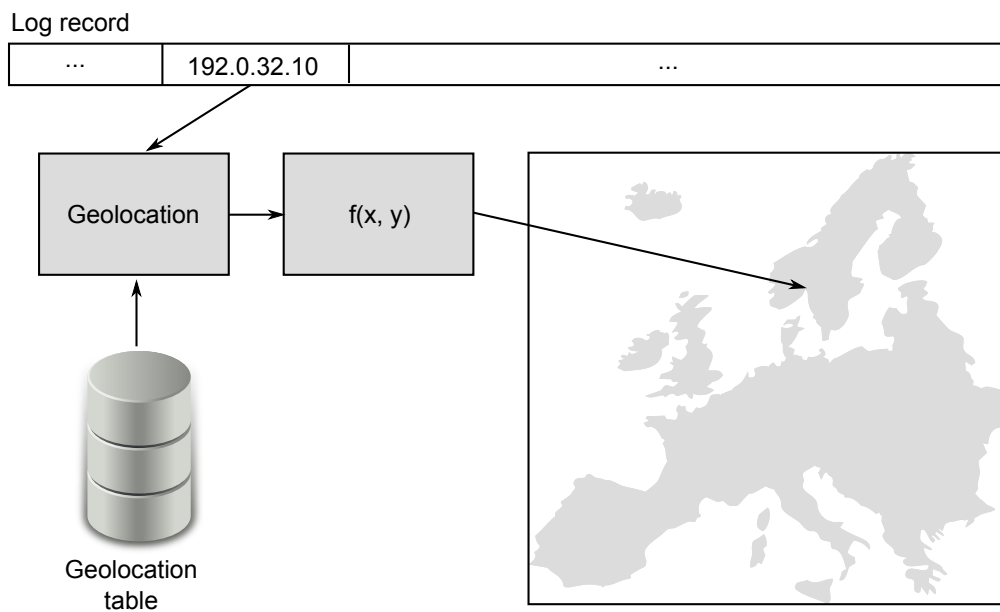 Log record
... 192.0.32.10 ...
Geolocation f(x, y)
Geolocation
table